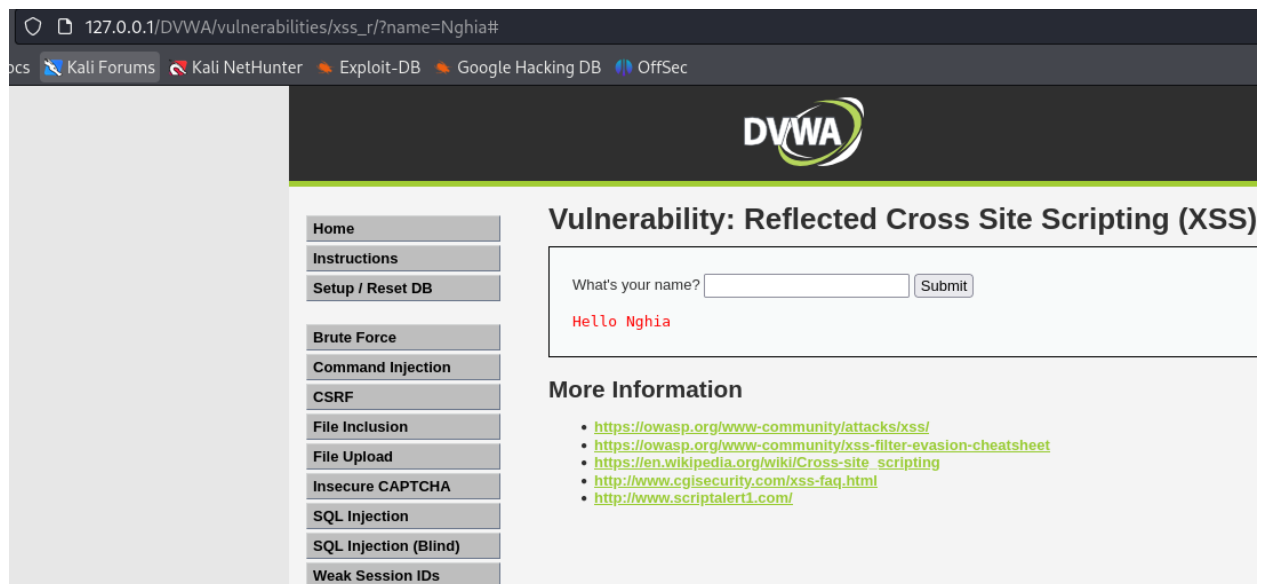 127.0.0.1/DVWA/vulnerabilities/xss_r/?name=Nghia#
ocs Kali Forums Kali NetHunter Exploit-DB Google Hacking DB OffSec
DVWA
Vulnerability: Reflected Cross Site Scripting (XSS)
Home
Instructions
Setup / Reset DB
Brute Force
Command Injection
CSRF
File Inclusion
File Upload
Insecure CAPTCHA
SQL Injection
SQL Injection (Blind)
Weak Session IDs
What's your name? Submit
Hello Nghia
More Information
https://owasp.org/www-community/attacks/xss/
https://owasp.org/www-community/xss-filter-evasion-cheatsheet
https://en.wikipedia.org/wiki/Cross-site_scripting
http://www.cgisecurity.com/xss-faq.html
http://www.scriptalert1.com/